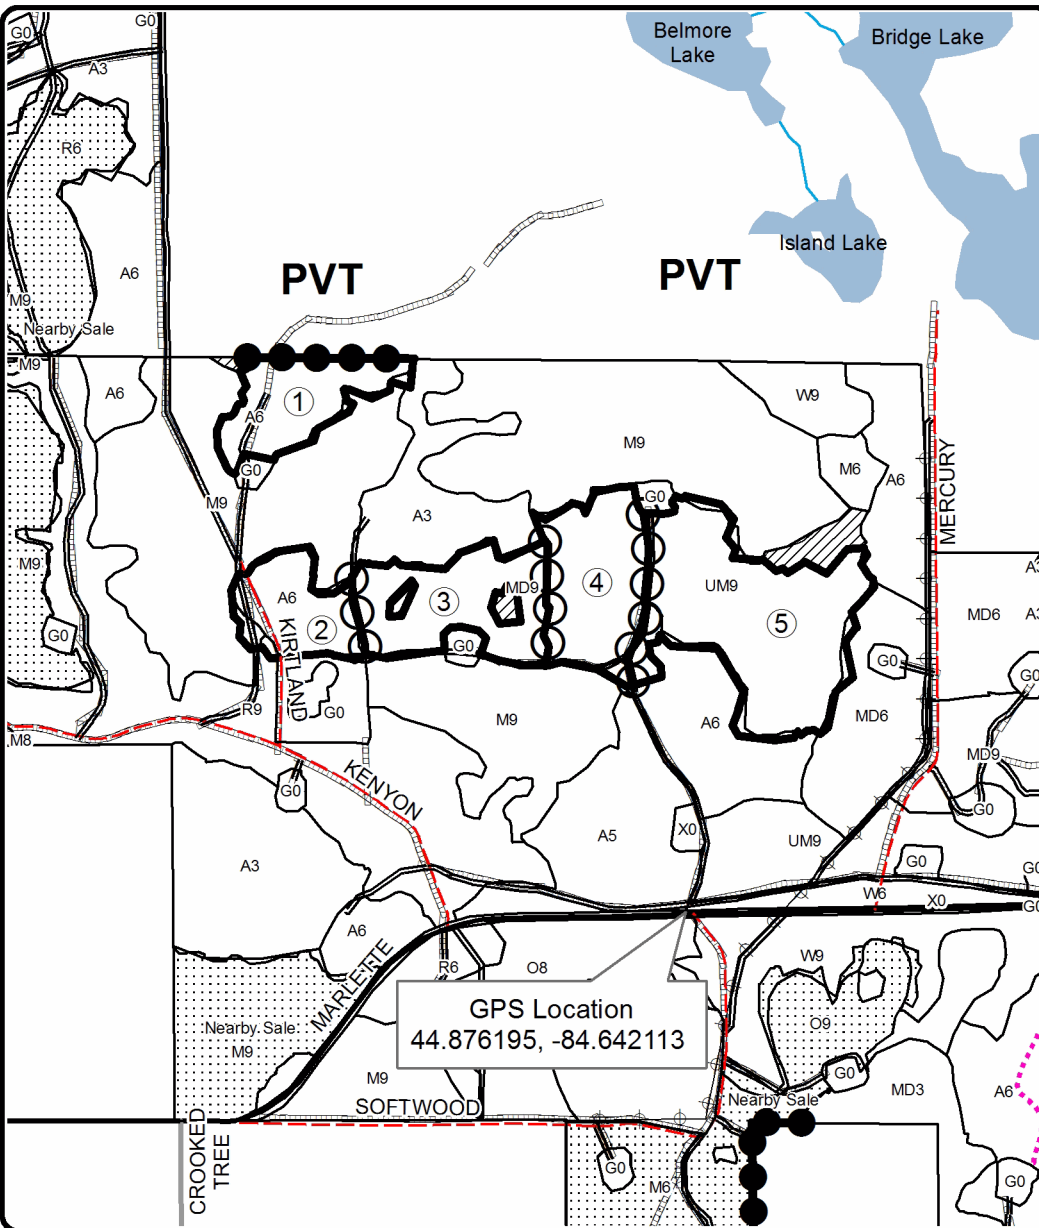 G0
G0
Belmore
Lake
Bridge Lake
A3
R6
Island Lake
PVT
PVT
A6
M9
Nearby Sale
M9
A6
A6
1
W9
M9
MERCURY
M6
A6
G0
G0
M9
A3
M9
A3
MD9
4
UM9
A6
3
MD6
A3
2
5
KIRTLAND
G0
G0
G0
G0
R9
G0
M9
A6
MD6
M8
MD9
KENYON
G0
G0
X0
A5
UM9
A3
G0
G0
W6
X0
G0
A6
MARLETTE
R6
O8
W9
GPS Location
44.876195, -84.642113
O9
Nearby Sale
M9
M9
G0
MD3
A6
Nearby Sale
SOFTWOOD
CROOKED
TREE
G0
M6
G0